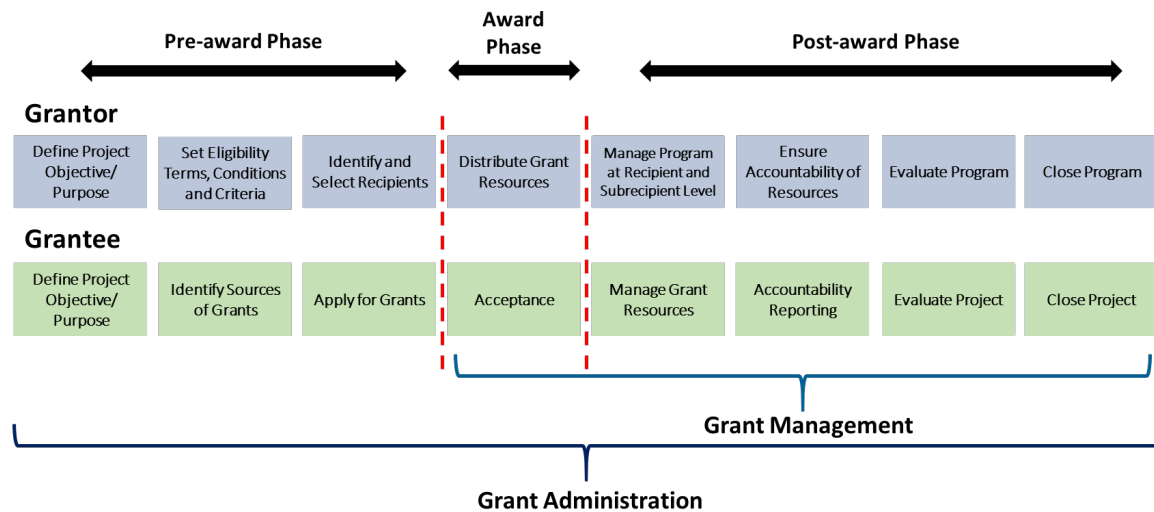 Pre-award Phase
Award
Phase
Post-award Phase
Grantor
Define Project
Objective/
Purpose
Set Eligibility
Terms, Conditions
and Criteria
Identify and
Select Recipients
Distribute Grant
Resources
Manage Program
at Recipient and
Subrecipient Level
Ensure
Accountability of
Resources
Evaluate Program
Close Program
Grantee
Define Project
Objective/
Purpose
Identify Sources
of Grants
Apply for Grants
Acceptance
Manage Grant
Resources
Accountability
Reporting
Evaluate Project
Close Project
Grant Management
Grant Administration